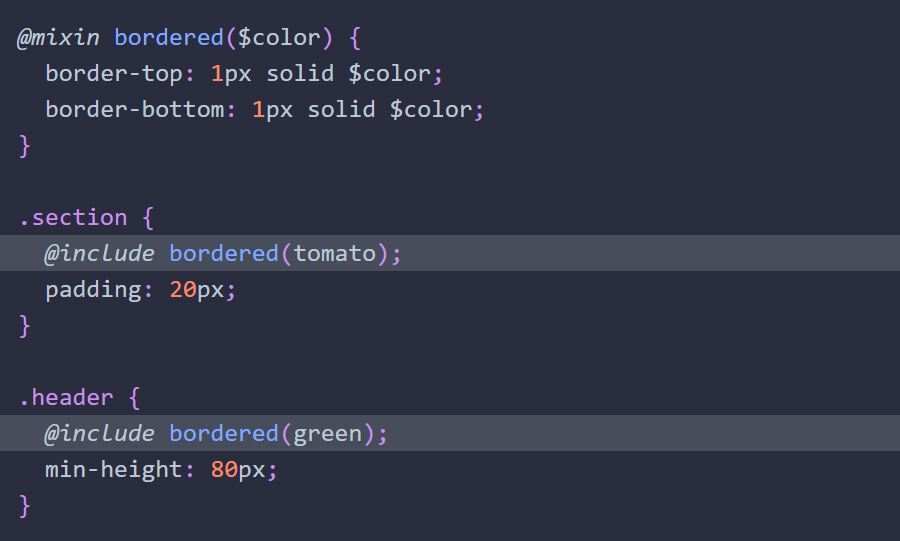 @mixin bordered($color) {
  border-top: 1px solid $color;
  border-bottom: 1px solid $color;
}

.section {
  @include bordered(tomato);
  padding: 20px;
}

.header {
  @include bordered(green);
  min-height: 80px;
}